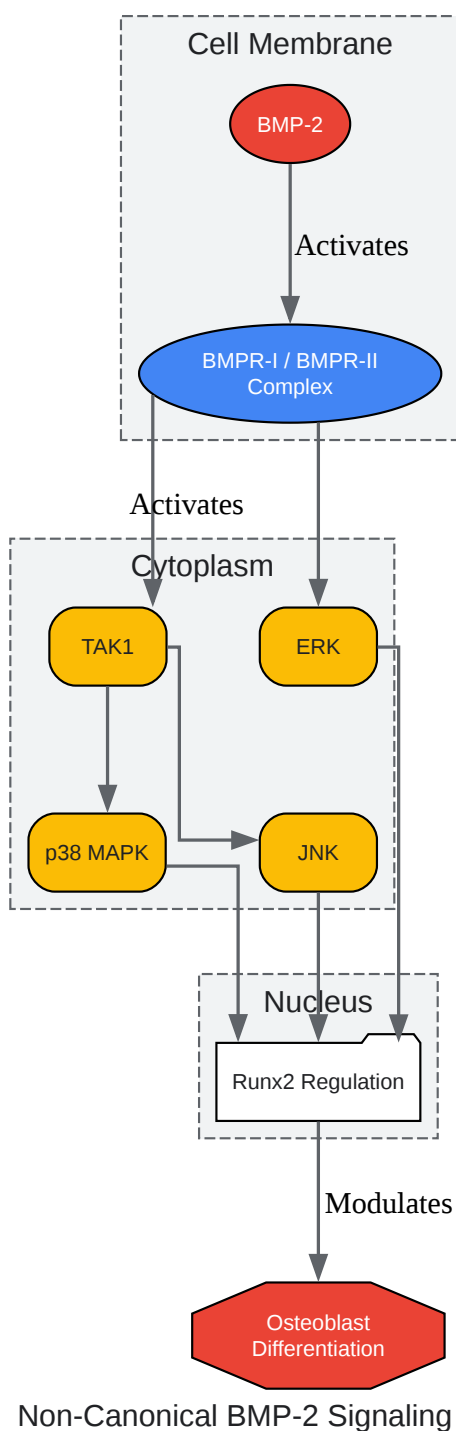 Cell Membrane
BMP-2
Activates
BMPR-I / BMPR-II
Complex
Activates
Cytoplasm
TAK1
ERK
p38 MAPK
JNK
Nucleus
Runx2 Regulation
Modulates
Osteoblast
Differentiation
Non-Canonical BMP-2 Signaling